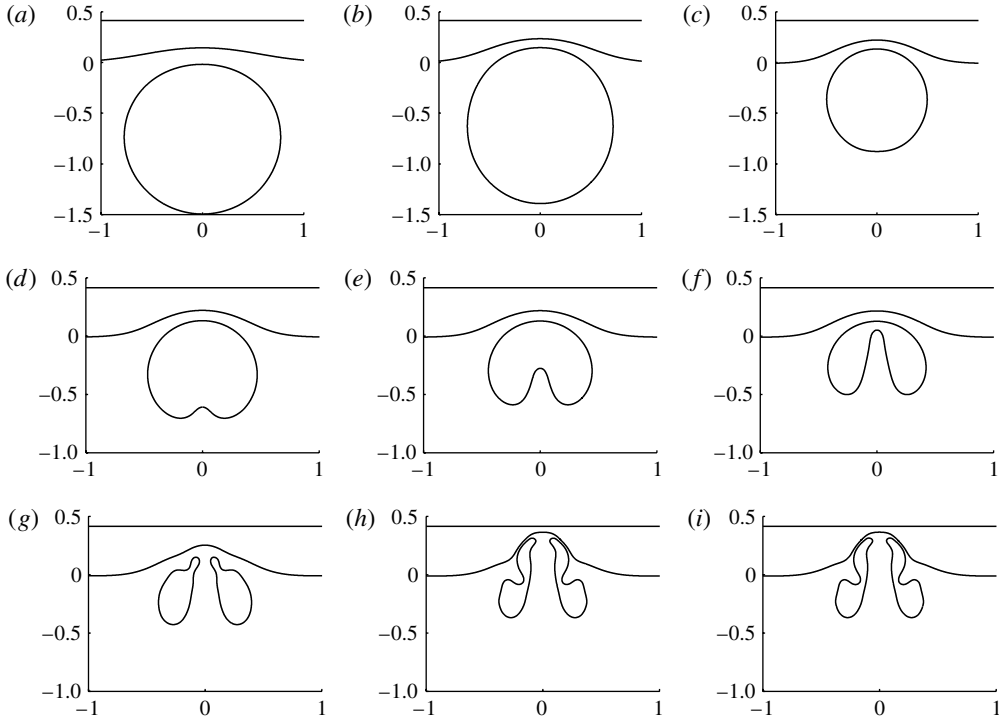 (a) 0.5 0 −0.5 −1.0 −1.5 −1 0 1
(b) 0.5 0 −0.5 −1.0 −1.5 −1 0 1
(c) 0.5 0 −0.5 −1.0 −1.5 −1 0 1
(d) 0.5 0 −0.5 −1.0 −1 0 1
(e) 0.5 0 −0.5 −1.0 −1 0 1
(f) 0.5 0 −0.5 −1.0 −1 0 1
(g) 0.5 0 −0.5 −1.0 −1 0 1
(h) 0.5 0 −0.5 −1.0 −1 0 1
(i) 0.5 0 −0.5 −1.0 −1 0 1